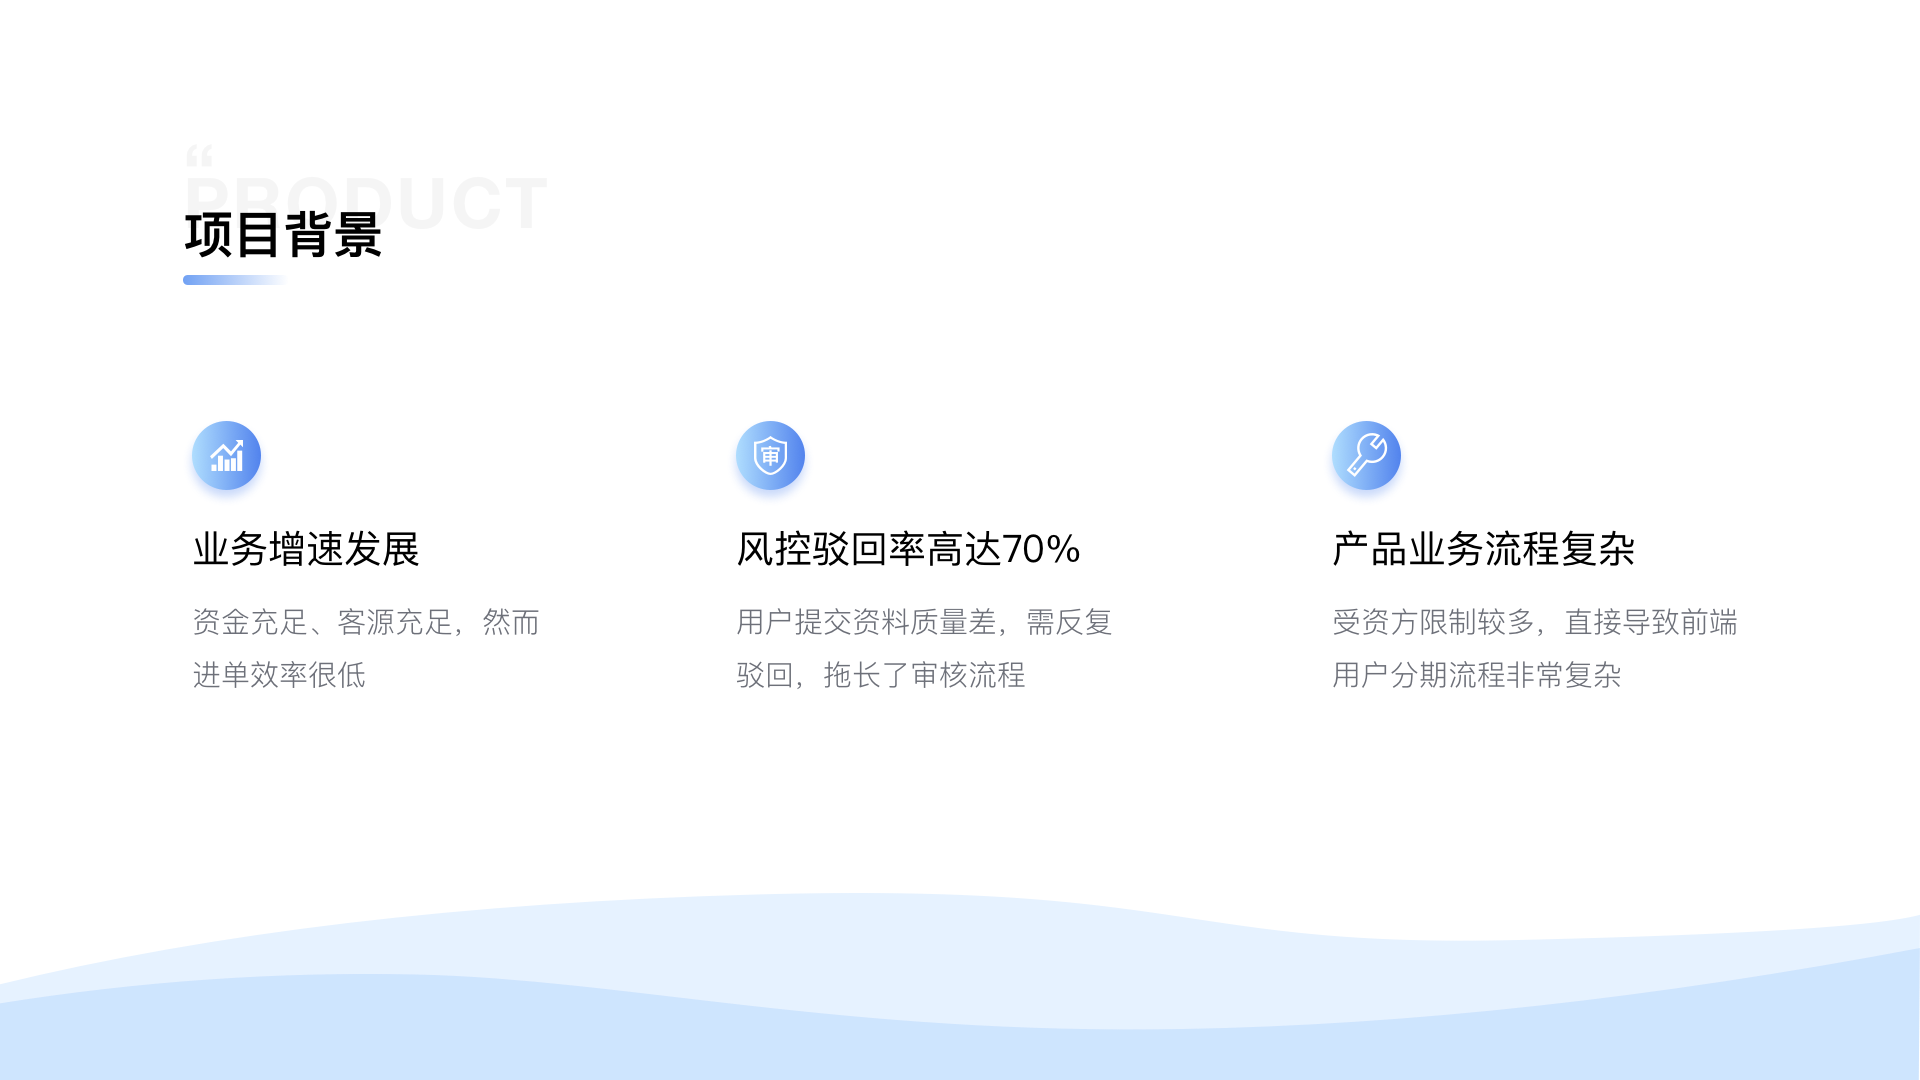 “
PRODUCT
项目背景
审
业务增速发展
资金充足、客源充足，然而
进单效率很低
风控驳回率高达70%
用户提交资料质量差，需反复
驳回，拖长了审核流程
产品业务流程复杂
受资方限制较多，直接导致前端
用户分期流程非常复杂